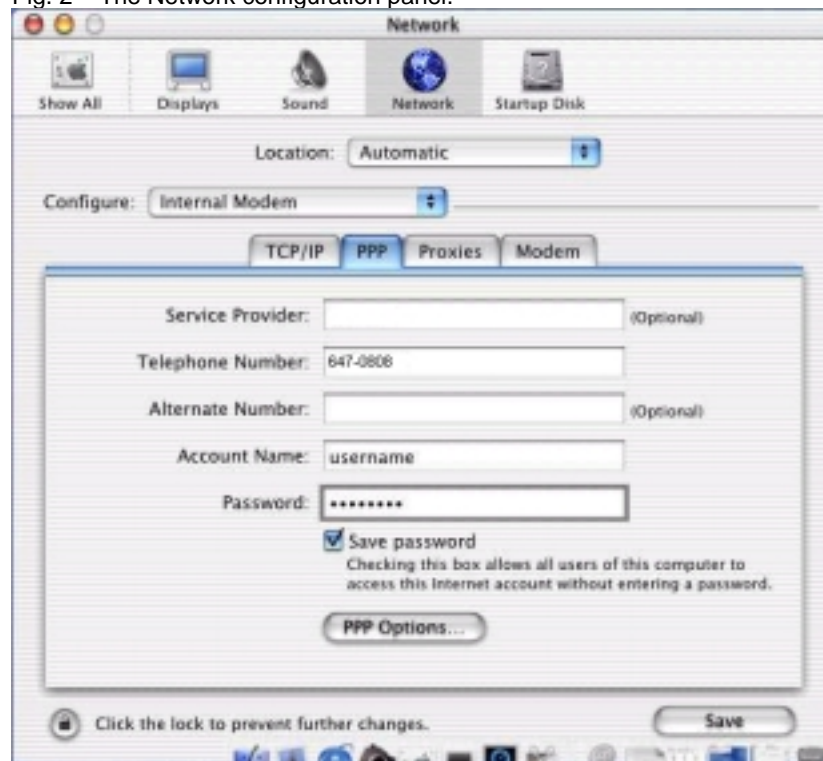 Fig. 2 – The Network configuration panel.
Network
Show All Displays Sound Network Startup Disk
Location: Automatic
Configure: Internal Modem
TCP/IP PPP Proxies Modem
Service Provider: (Optional)
Telephone Number: 647-0808
Alternate Number: (Optional)
Account Name: username
Password: ••••••••
Save password
Checking this box allows all users of this computer to
access this Internet account without entering a password.
PPP Options...
Click the lock to prevent further changes. Save